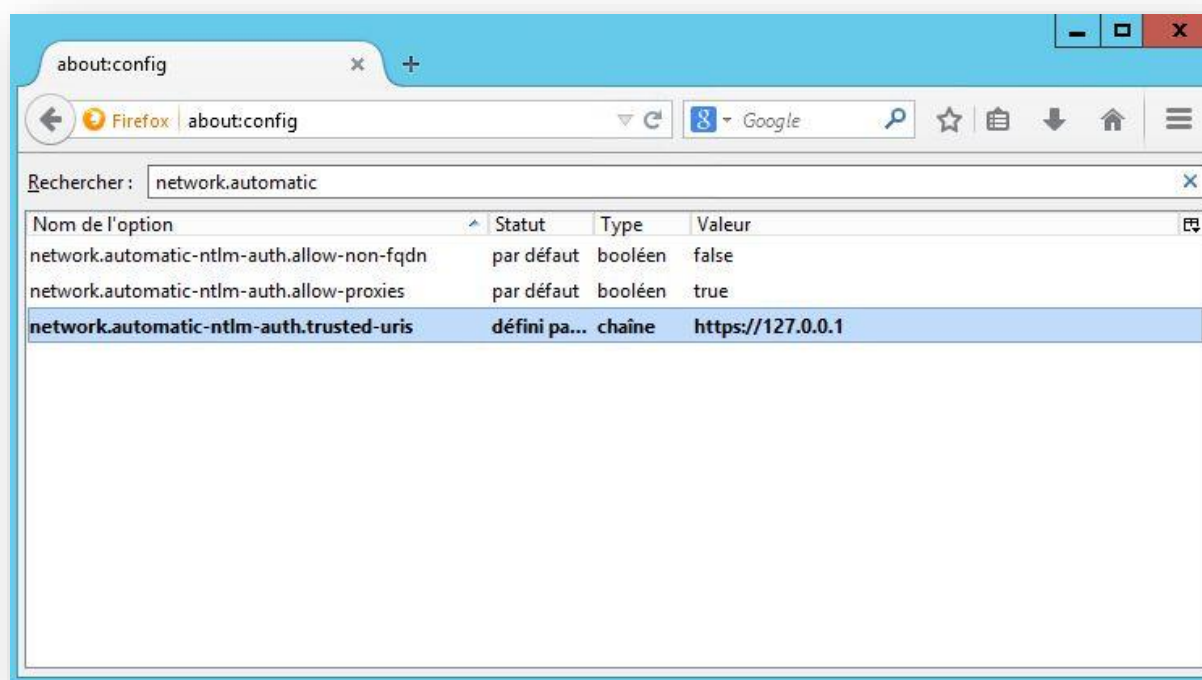 about:config
Firefox about:config Google
Rechercher : network.automatic
Nom de l'option Statut Type Valeur
network.automatic-ntlm-auth.allow-non-fqdn par défaut booléen false
network.automatic-ntlm-auth.allow-proxies par défaut booléen true
network.automatic-ntlm-auth.trusted-uris défini pa... chaîne https://127.0.0.1